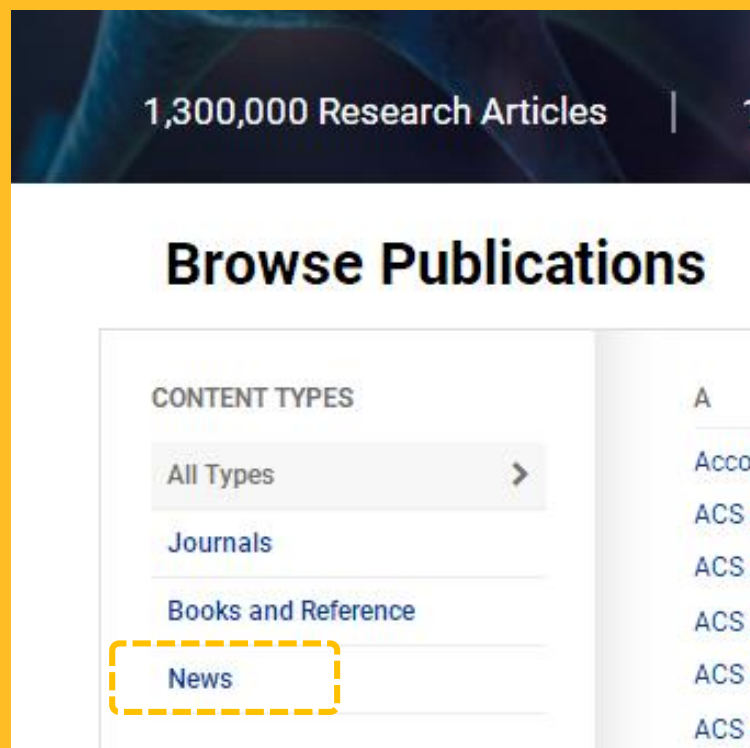 1,300,000 Research Articles |
Browse Publications
CONTENT TYPES
All Types
Journals
Books and Reference
News
A
ACS
ACS
ACS
ACS
ACS